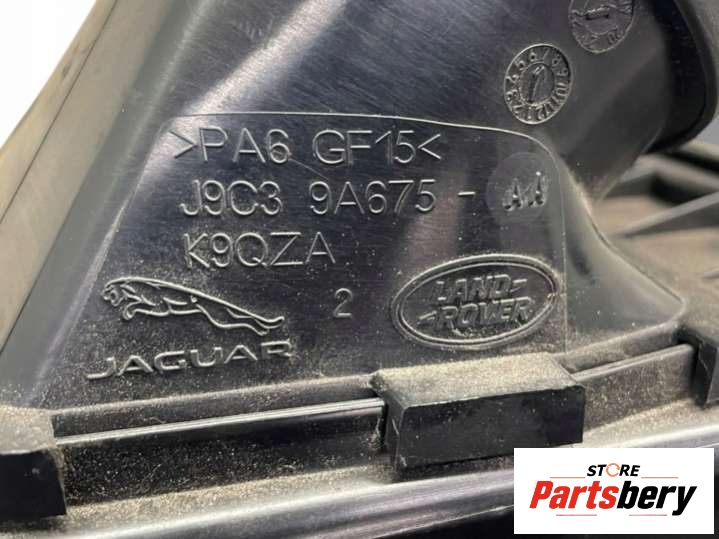 >PA6 GF15<
J9C3 9A675-AA
K9QZA
2
JAGUAR
LAND
ROVER
STORE
Partsbery